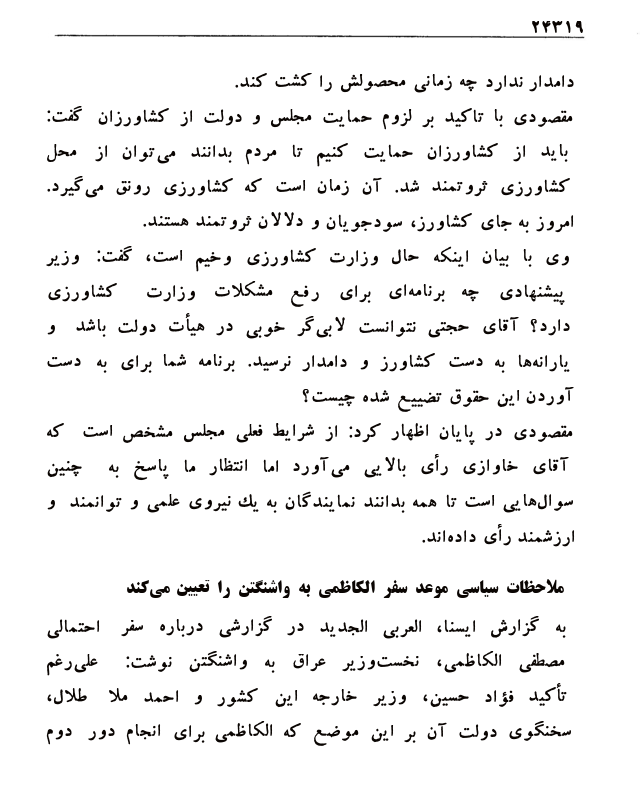 ۲۴۳۱۹
دامدار ندارد چه زمانی محصولش را کشت کند.
مقصودی با تاکید بر لزوم حمایت مجلس و دولت از کشاورزان گفت:
باید از کشاورزان حمایت کنیم تا مردم بدانند می‌توان از محل
کشاورزی ثروتمند شد. آن زمان است که کشاورزی رونق می‌گیرد.
امروز به جای کشاورز، سودجویان و دلالان ثروتمند هستند.
وی با بیان اینکه حال وزارت کشاورزی وخیم است، گفت: وزیر
پیشنهادی چه برنامه‌ای برای رفع مشکلات وزارت کشاورزی
دارد؟ آقای حجتی نتوانست لابی‌گر خوبی در هیأت دولت باشد و
یارانه‌ها به دست کشاورز و دامدار نرسید. برنامه شما برای به دست
آوردن این حقوق تضییع شده چیست؟
مقصودی در پایان اظهار کرد: از شرایط فعلی مجلس مشخص است که
آقای خاوازی رأی بالایی می‌آورد اما انتظار ما پاسخ به چنین
سوال‌هایی است تا همه بدانند نمایندگان به یك نیروی علمی و توانمند و
ارزشمند رأی داده‌اند.
ملاحظات سیاسی موعد سفر الکاظمی به واشنگتن را تعیین می‌کند
به گزارش ایسنا، العربی الجدید در گزارشی درباره سفر احتمالی
مصطفی الکاظمی، نخست‌وزیر عراق به واشنگتن نوشت: علی‌رغم
تأکید فؤاد حسین، وزیر خارجه این کشور و احمد ملا طلال،
سخنگوی دولت آن بر این موضع که الکاظمی برای انجام دور دوم